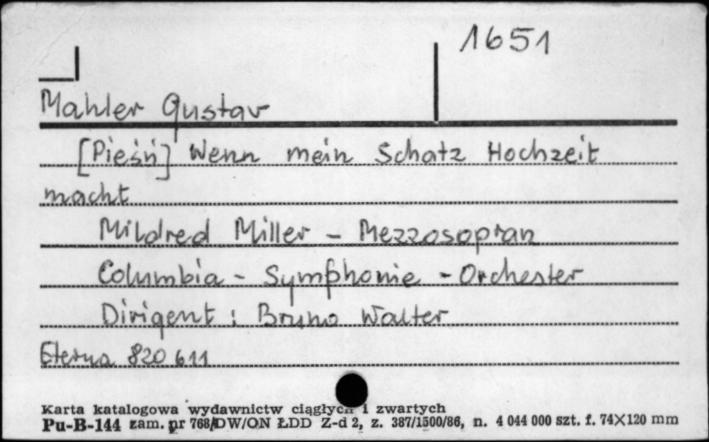 1651
Mahler Gustav
[Pieśń] Wenn mein Schatz Hochzeit
macht
Mildred Miller - Mezzosopran
Columbia - Symphonie - Orchester
Dirigent : Bruno Walter
Eterna 820 611
Karta katalogowa wydawnictw ciągłych i zwartych
Pu-B-144 zam. pr 768/DW/ON ŁDD Z-d 2, z. 387/1500/86, n. 4 044 000 szt. f. 74X120 mm